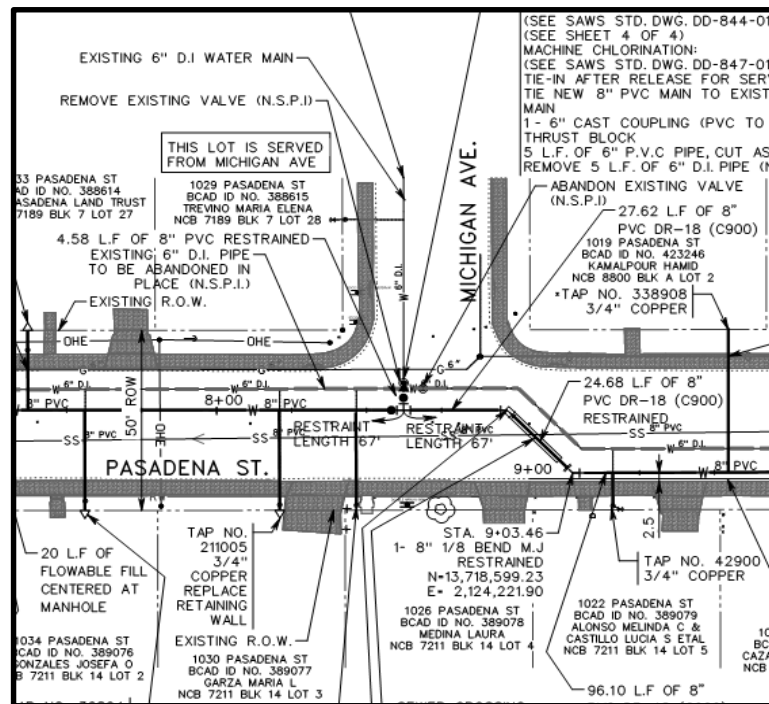 (SEE SAWS STD. DWG. DD-844-01
(SEE SHEET 4 OF 4)
MACHINE CHLORINATION:
(SEE SAWS STD. DWG. DD-847-01
TIE-IN AFTER RELEASE FOR SER
TIE NEW 8" PVC MAIN TO EXIST
MAIN
1- 6" CAST COUPLING (PVC TO
THRUST BLOCK
5 L.F. OF 6" P.V.C PIPE, CUT AS
REMOVE 5 L.F. OF 6" D.I. PIPE (N
EXISTING 6" D.I WATER MAIN
REMOVE EXISTING VALVE (N.S.P.I)
THIS LOT IS SERVED
FROM MICHIGAN AVE
33 PASADENA ST
AD ID NO. 388614
ASADENA LAND TRUST
7189 BLK 7 LOT 27
1029 PASADENA ST
BCAD ID NO. 388615
TREVINO MARIA ELENA
NCB 7189 BLK 7 LOT 28
MICHIGAN AVE.
ABANDON EXISTING VALVE
(N.S.P.I)
27.62 L.F OF 8"
PVC DR-18 (C900)
1019 PASADENA ST
BCAD ID NO. 423246
KAMALPOUR HAMID
NCB 8800 BLK A LOT 2
TAP NO. 338908
3/4" COPPER
4.58 L.F OF 8" PVC RESTRAINED
EXISTING 6" D.I. PIPE
TO BE ABANDONED IN
PLACE (N.S.P.I.)
EXISTING R.O.W.
W 6" D.I.
OHE
OHE
G 6"
W 6" D.I.
W 6" D.I.
W 6" D.I.
24.68 L.F OF 8"
PVC DR-18 (C900)
RESTRAINED
8" PVC
8+00
W 8" PVC
W
50' ROW
OHE
RESTRAINT
LENGTH 67'
RESTRAINT
LENGTH 67'
SS 8" PVC
SS
8" PVC
SS
SS 8" PVC
W 6" D.I.
PASADENA ST.
9+00
W 8" PVC
2.5
20 L.F OF
FLOWABLE FILL
CENTERED AT
MANHOLE
TAP NO.
211005
3/4"
COPPER
REPLACE
RETAINING
WALL
EXISTING R.O.W.
STA. 9+03.46
1- 8" 1/8 BEND M.J
RESTRAINED
N=13,718,599.23
E= 2,124,221.90
TAP NO. 42900
3/4" COPPER
1034 PASADENA ST
BCAD ID NO. 389076
GONZALES JOSEFA O
B 7211 BLK 14 LOT 2
1030 PASADENA ST
BCAD ID NO. 389077
GARZA MARIA L
NCB 7211 BLK 14 LOT 3
1026 PASADENA ST
BCAD ID NO. 389078
MEDINA LAURA
NCB 7211 BLK 14 LOT 4
1022 PASADENA ST
BCAD ID NO. 389079
ALONSO MELINDA C &
CASTILLO LUCIA S ETAL
NCB 7211 BLK 14 LOT 5
10
BC
CAZA
NCB
96.10 L.F OF 8"